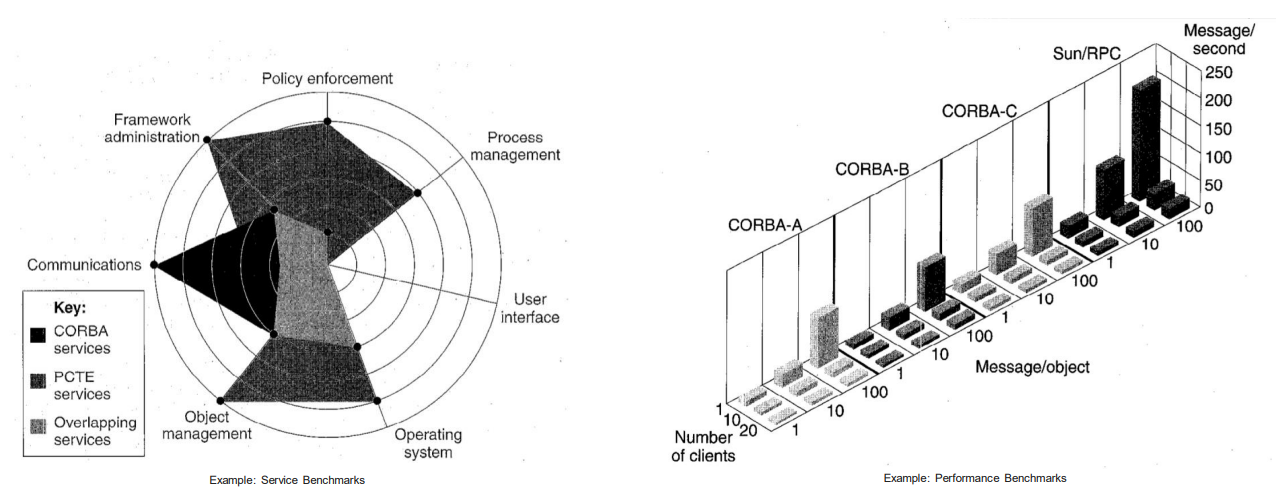 Policy enforcement
Framework
administration
Process
management
Communications
User
interface
Key:
CORBA
services
PCTE
services
Overlapping
services
Object
management
Operating
system
Example: Service Benchmarks
Message/
second
Sun/RPC
CORBA-C
CORBA-B
CORBA-A
250
200
150
100
50
0
100
10
1
100
10
1
100
10
1
100
10
1
Message/object
1
10
20
Number
of clients
Example: Performance Benchmarks